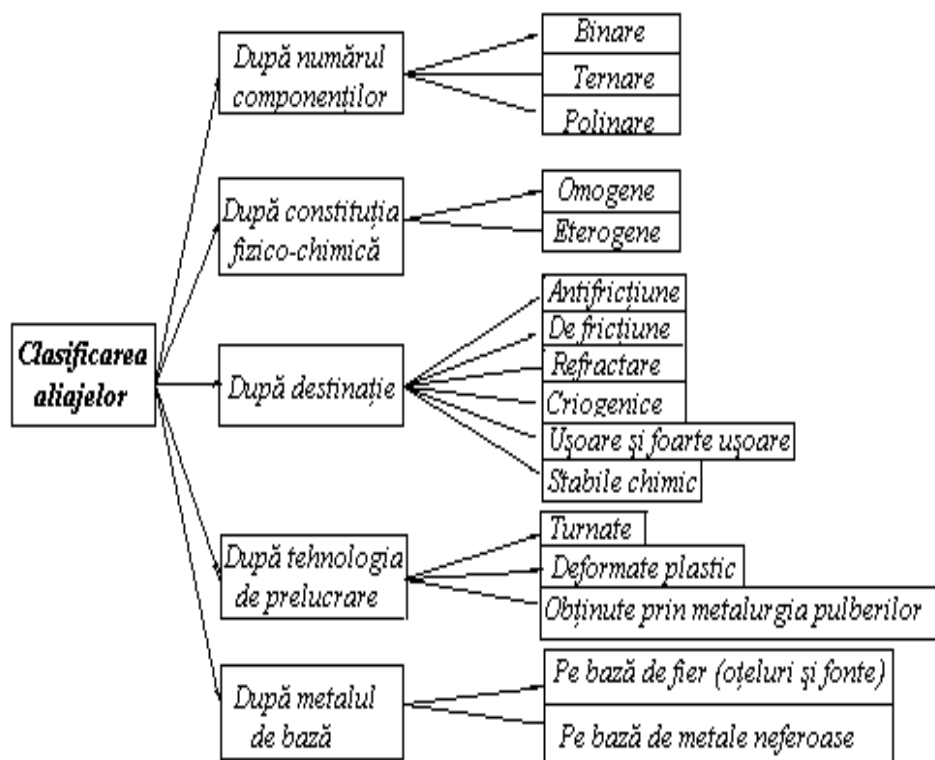 Clasificarea
aliajelor
După numărul
componenților
Binare
Ternare
Polinare
După constituția
fizico-chimică
Omogene
Eterogene
După destinație
Antifricțiune
De fricțiune
Refractare
Criogenice
Ușoare și foarte ușoare
Stabile chimic
După tehnologia
de prelucrare
Turnate
Deformate plastic
Obținute prin metalurgia pulberilor
După metalul
de bază
Pe bază de fier (oțeluri și fonte)
Pe bază de metale neferoase